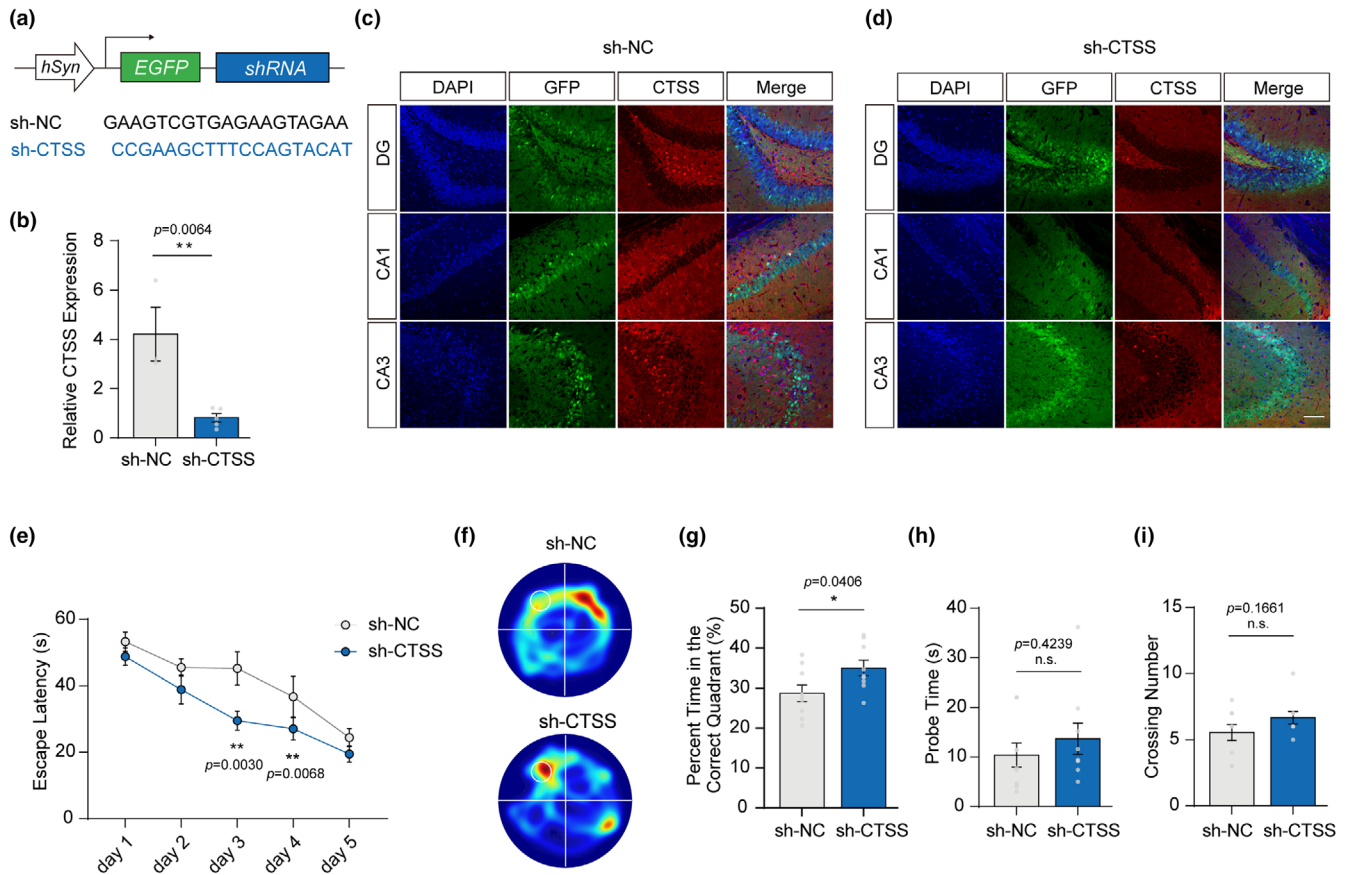 (a)
hSyn EGFP shRNA
sh-NC GAAGTCGTGAGAAGTAGAA
sh-CTSS CCGAAGCTTTCCAGTACAT
(b)
p=0.0064
**
Relative CTSS Expression
8
6
4
2
0
sh-NC sh-CTSS
(c)
sh-NC
DAPI GFP CTSS Merge
DG
CA1
CA3
(d)
sh-CTSS
DAPI GFP CTSS Merge
DG
CA1
CA3
(e)
Escape Latency (s)
60
40
20
0
sh-NC
sh-CTSS
** **
p=0.0030 p=0.0068
day 1 day 2 day 3 day 4 day 5
(f)
sh-NC
sh-CTSS
(g)
p=0.0406
*
Percent Time in the
Correct Quadrant (%)
50
40
30
20
10
0
sh-NC sh-CTSS
(h)
p=0.4239
n.s.
Probe Time (s)
40
30
20
10
0
sh-NC sh-CTSS
(i)
p=0.1661
n.s.
Crossing Number
15
10
5
0
sh-NC sh-CTSS